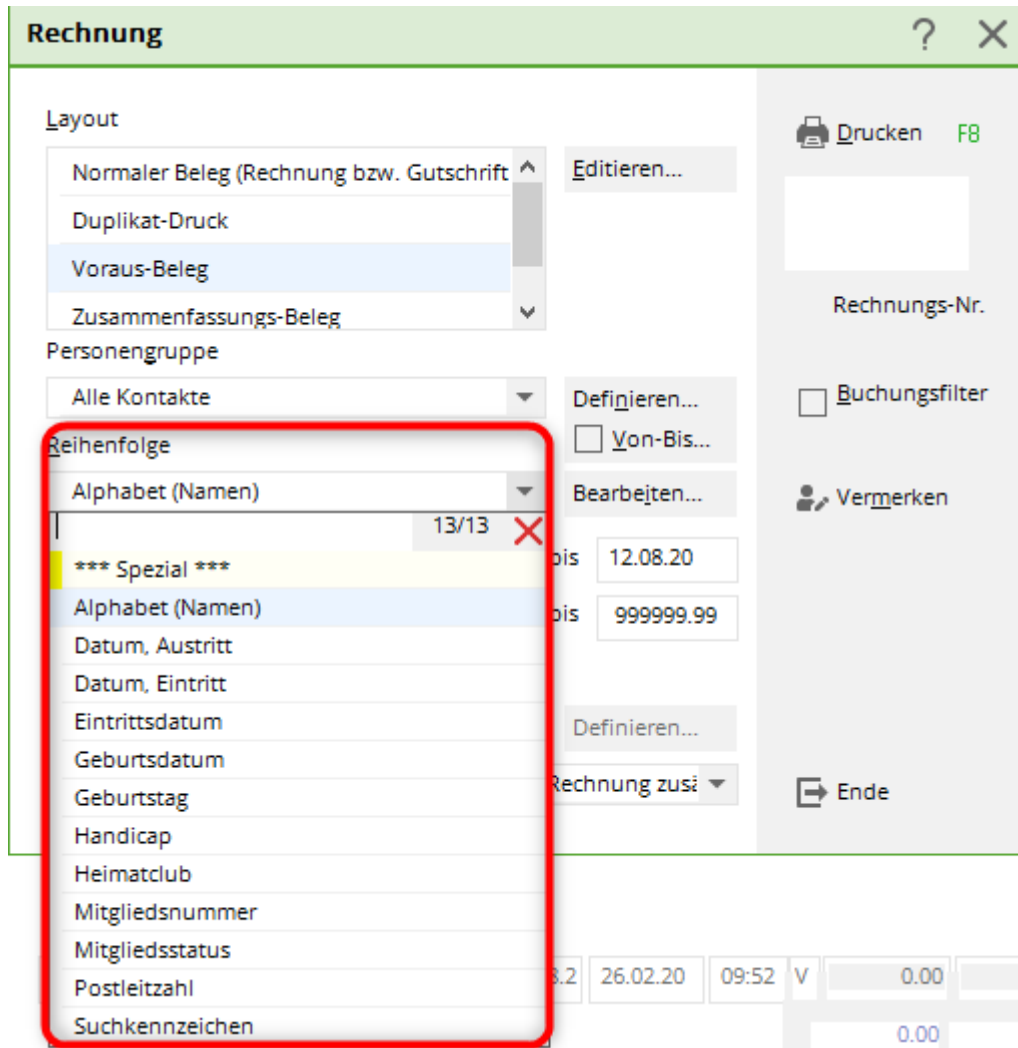 Rechnung
?
Layout
Drucken F8
Normaler Beleg (Rechnung bzw. Gutschrift
Editieren...
Duplikat-Druck
Voraus-Beleg
Zusammenfassungs-Beleg
Rechnungs-Nr.
Personengruppe
Alle Kontakte
Definieren...
Buchungsfilter
Reihenfolge
Von-Bis...
Alphabet (Namen)
Bearbeiten...
Vermerken
13/13
bis 12.08.20
*** Spezial ***
Alphabet (Namen)
bis 999999.99
Datum, Austritt
Datum, Eintritt
Eintrittsdatum
Definieren...
Geburtsdatum
Rechnung zusä
Ende
Geburtstag
Handicap
Heimatclub
Mitgliedsnummer
Mitgliedsstatus
Postleitzahl
8.2 26.02.20 09:52 V 0.00
Suchkennzeichen
0.00